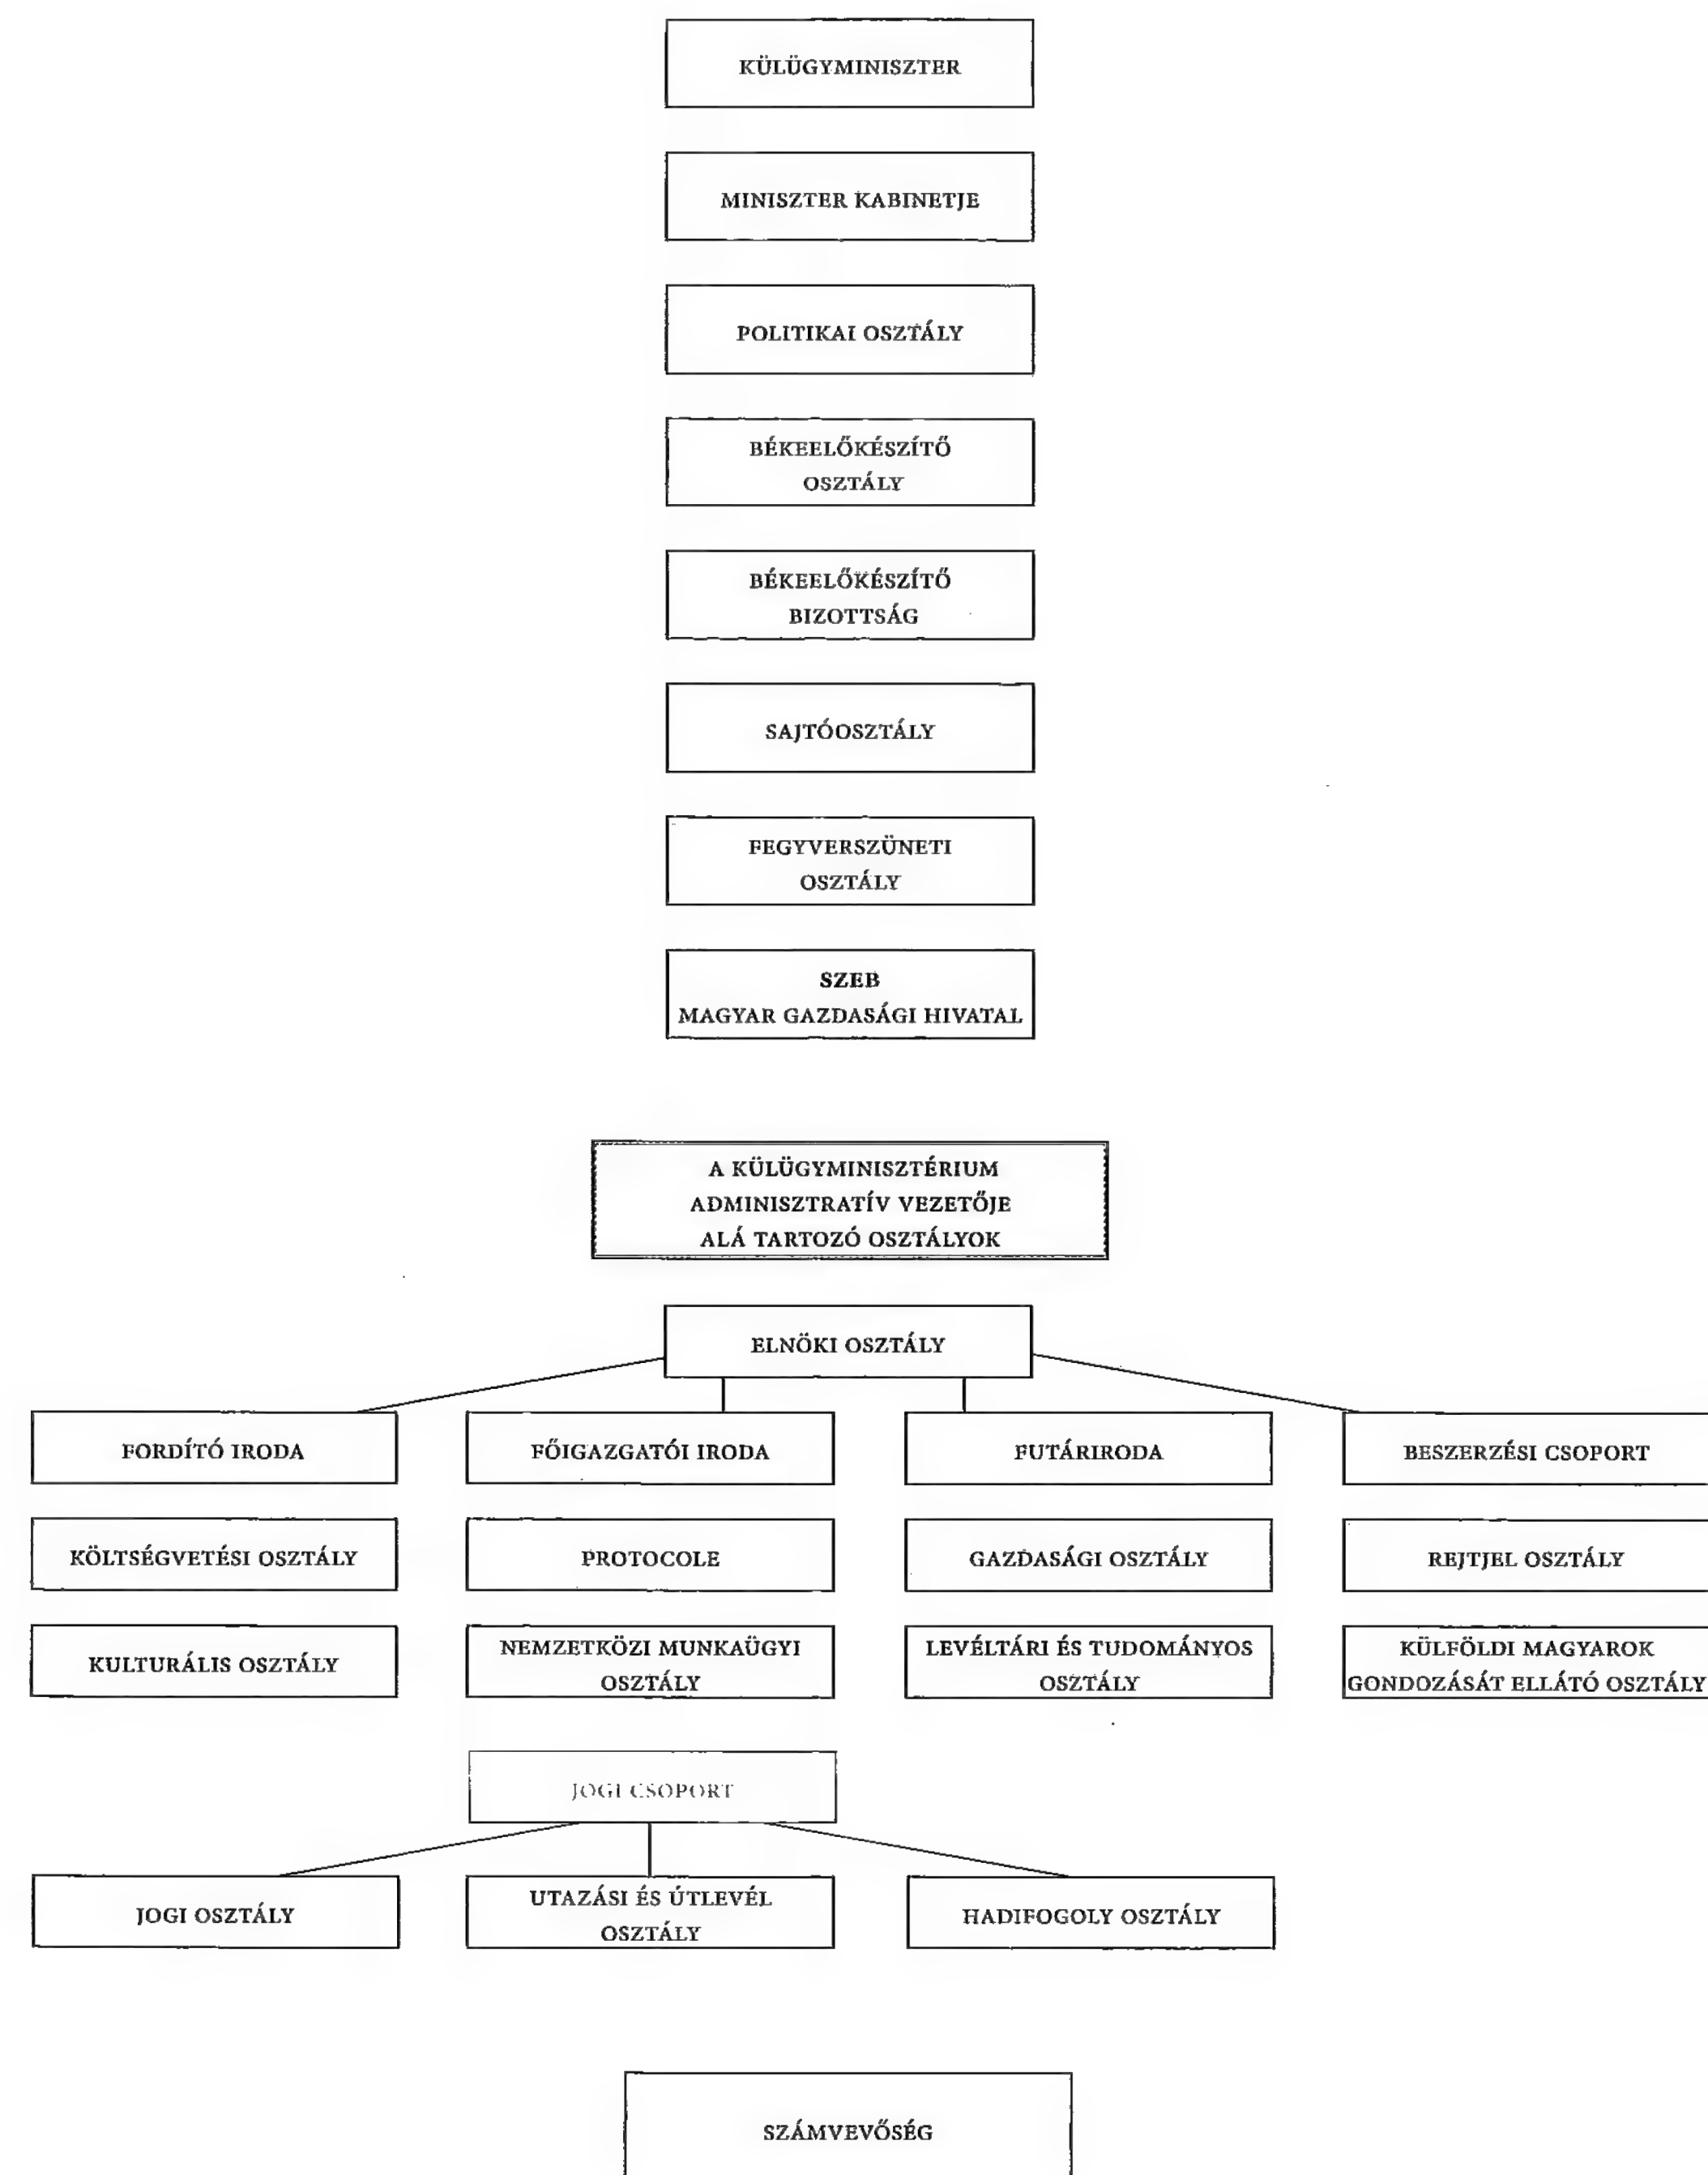 KÜLÜGYMINISZTER
MINISZTER KABINETJE
POLITIKAI OSZTÁLY
BÉKEELŐKÉSZÍTŐ
OSZTÁLY
BÉKEELŐKÉSZÍTŐ
BIZOTTSÁG
SAJTÓOSZTÁLY
FEGYVERSZÜNETI
OSZTÁLY
SZEB
MAGYAR GAZDASÁGI HIVATAL
A KÜLÜGYMINISZTÉRIUM
ADMINISZTRATÍV VEZETŐJE
ALÁ TARTOZÓ OSZTÁLYOK
ELNÖKI OSZTÁLY
FORDÍTÓ IRODA
FŐIGAZGATÓI IRODA
FUTÁRIRODA
BESZERZÉSI CSOPORT
KÖLTSÉGVETÉSI OSZTÁLY
PROTOCOLE
GAZDASÁGI OSZTÁLY
REJTJEL OSZTÁLY
KULTURÁLIS OSZTÁLY
NEMZETKÖZI MUNKAÜGYI
OSZTÁLY
LEVÉLTÁRI ÉS TUDOMÁNYOS
OSZTÁLY
KÜLFÖLDI MAGYAROK
GONDOZÁSÁT ELLÁTÓ OSZTÁLY
JOGI CSOPORT
JOGI OSZTÁLY
UTAZÁSI ÉS ÚTLEVÉL
OSZTÁLY
HADIFOGOLY OSZTÁLY
SZÁMVEVŐSÉG